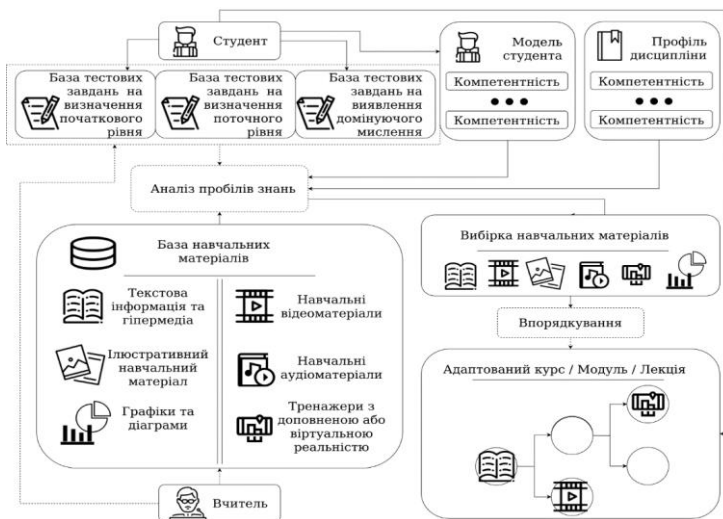 Студент
База тестових
завдань на
визначення
початкового
рівня
База тестових
завдань на
визначення
поточного
рівня
База тестових
завдань на
виявлення
домінуючого
мислення
Модель
студента
Компетентність
Компетентність
Профіль
дисципліни
Компетентність
Компетентність
Аналіз пробілів знань
База навчальних
матеріалів
Текстова
інформація та
гіпермедіа
Ілюстративний
навчальний
матеріал
Графіки та
діаграми
Навчальні
відеоматеріали
Навчальні
аудіоматеріали
Тренажери з
доповненою або
віртуальною
реальністю
Вчитель
Вибірка навчальних матеріалів
Впорядкування
Адаптований курс / Модуль / Лекція